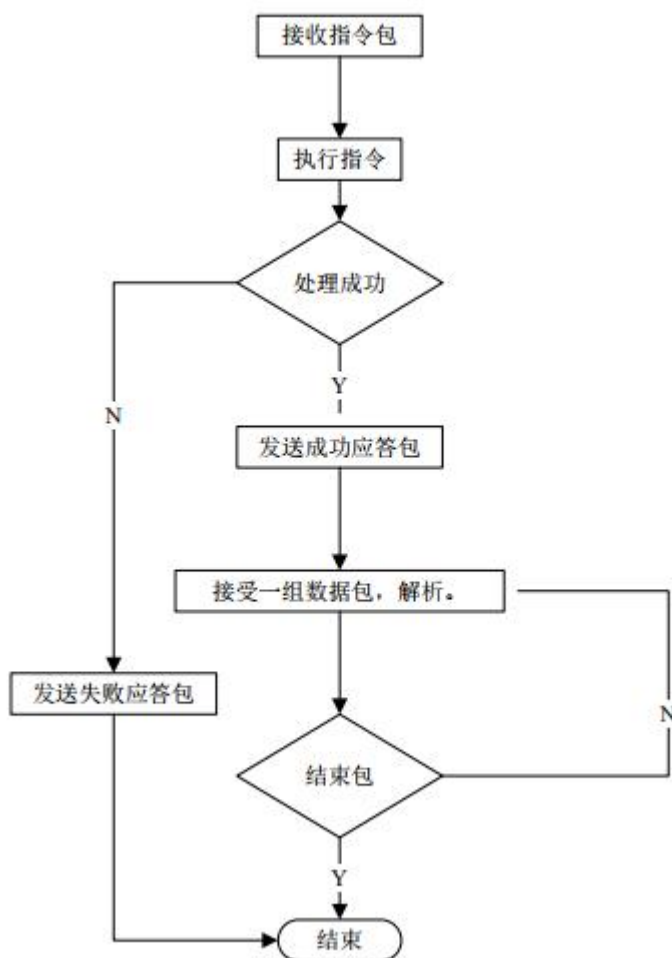 接收指令包
执行指令
处理成功
Y
N
发送成功应答包
接受一组数据包，解析。
发送失败应答包
N
结束包
Y
结束